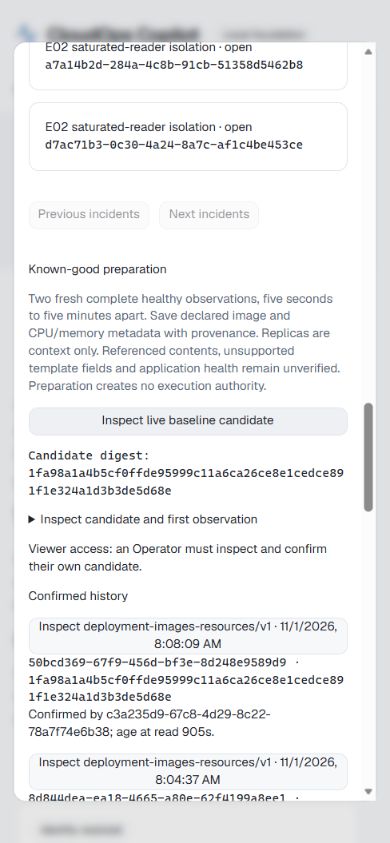 CloudOps Copilot
E02 saturated-reader isolation · open
a7a14b2d-284a-4c8b-91cb-51358d5462b8
E02 saturated-reader isolation · open
d7ac71b3-0c30-4a24-8a7c-af1c4be453ce
Previous incidents Next incidents
Known-good preparation
Two fresh complete healthy observations, five seconds
to five minutes apart. Save declared image and
CPU/memory metadata with provenance. Replicas are
context only. Referenced contents, unsupported
template fields and application health remain unverified.
Preparation creates no execution authority.
Inspect live baseline candidate
Candidate digest:
1fa98a1a4b5cf0ffde95999c11a6ca26ce8e1cedce89
1f1e324a1d3b3de5d68e
▶ Inspect candidate and first observation
Viewer access: an Operator must inspect and confirm
their own candidate.
Confirmed history
Inspect deployment-images-resources/v1 · 11/1/2026,
8:08:09 AM
50bcd369-67f9-456d-bf3e-8d248e9589d9 ·
1fa98a1a4b5cf0ffde95999c11a6ca26ce8e1cedce89
1f1e324a1d3b3de5d68e
Confirmed by c3a235d9-67c8-4d29-8c22-
78a7f74e6b38; age at read 905s.
Inspect deployment-images-resources/v1 · 11/1/2026,
8:04:37 AM
8d844dea-ea18-4665-a80e-62f4199a8ee1 ·